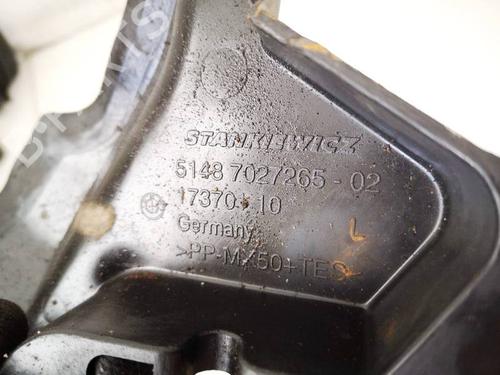 STANKIEWICZ
5148 7027265-02
17370 10
Germany
L
>PP-MX50+TES